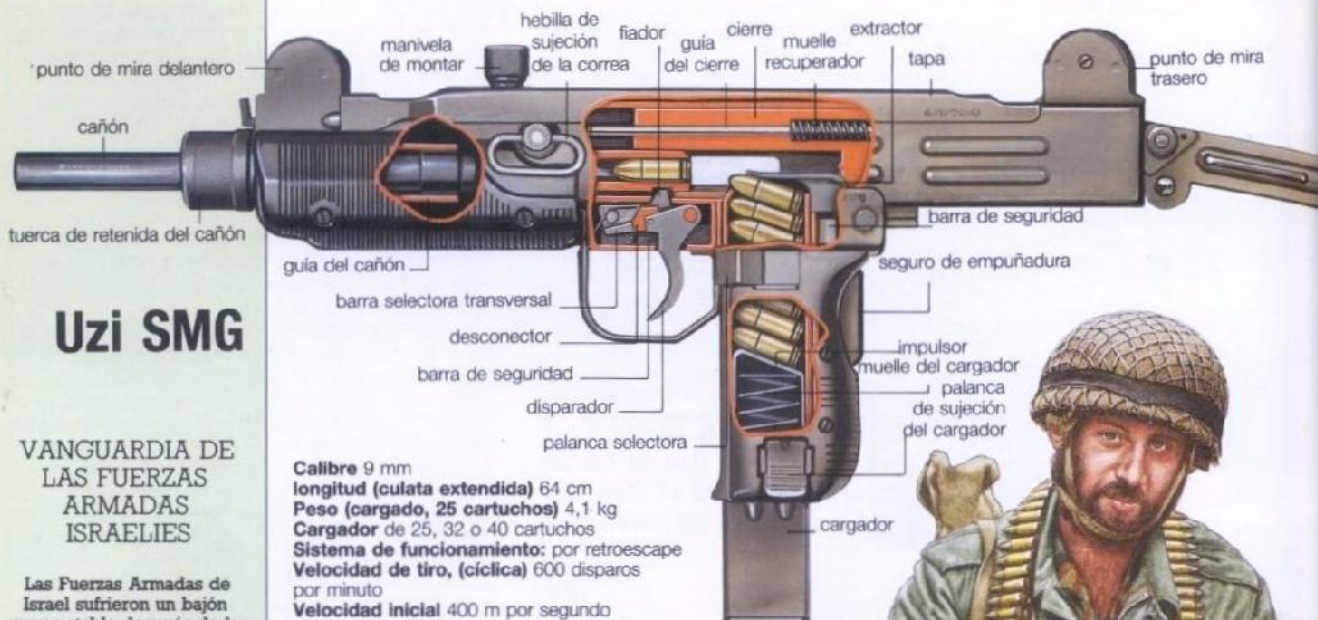 punto de mira delantero
manivela
de montar
hebilla de
sujeción
de la correa
fiador
guía
del cierre
cierre
muelle
recuperador
extractor
tapa
punto de mira
trasero
cañón
tuerca de retenida del cañón
guía del cañón
barra selectora transversal
desconector
barra de seguridad
disparador
palanca selectora
barra de seguridad
seguro de empuñadura
impulsor
muelle del cargador
palanca
de sujeción
del cargador
cargador
Uzi SMG
VANGUARDIA DE
LAS FUERZAS
ARMADAS
ISRAELIES
Las Fuerzas Armadas de
Israel sufrieron un bajón
Calibre 9 mm
longitud (culata extendida) 64 cm
Peso (cargado, 25 cartuchos) 4,1 kg
Cargador de 25, 32 o 40 cartuchos
Sistema de funcionamiento: por retroescape
Velocidad de tiro, (cíclica) 600 disparos
por minuto
Velocidad inicial 400 m por segundo